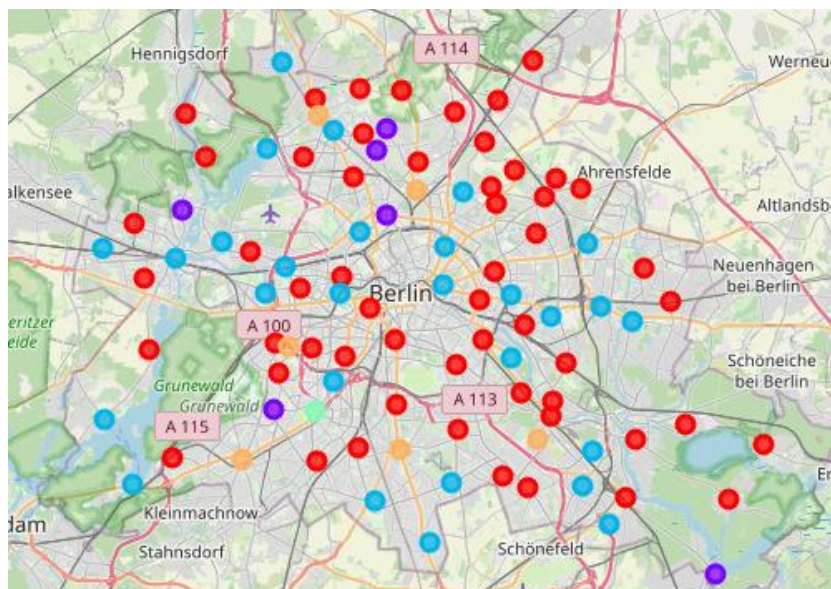 Hennigsdorf
A 114
Werneu
Ahrensfelde
alkensee
Altlandsb
Neuenhagen
bei Berlin
Berlin
A 100
eritzer
eide
Schöneiche
bei Berlin
Grunewald
Grunewald
A 113
A 115
Er
Kleinmachnow
dam
Stahnsdorf
Schönefeld